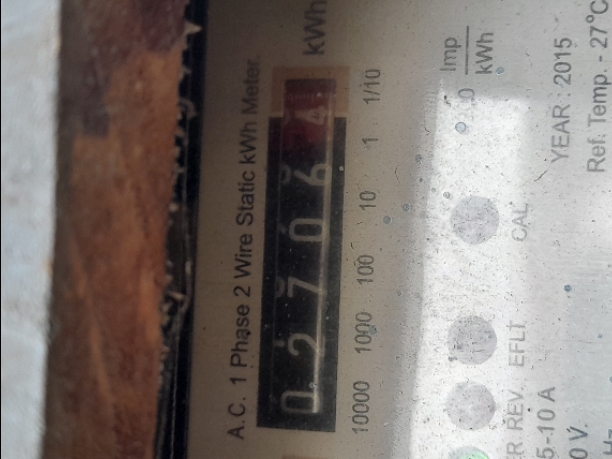 A.C. 1 Phase 2 Wire Static kWh Meter.
0 2 7 0 6 4 kWh
10000 1000 100 10 1 1/10
Imp
kWh
CAL
EFLT
REV.
YEAR : 2015
5-10 A
Ref. Temp. - 27°C
0 V.